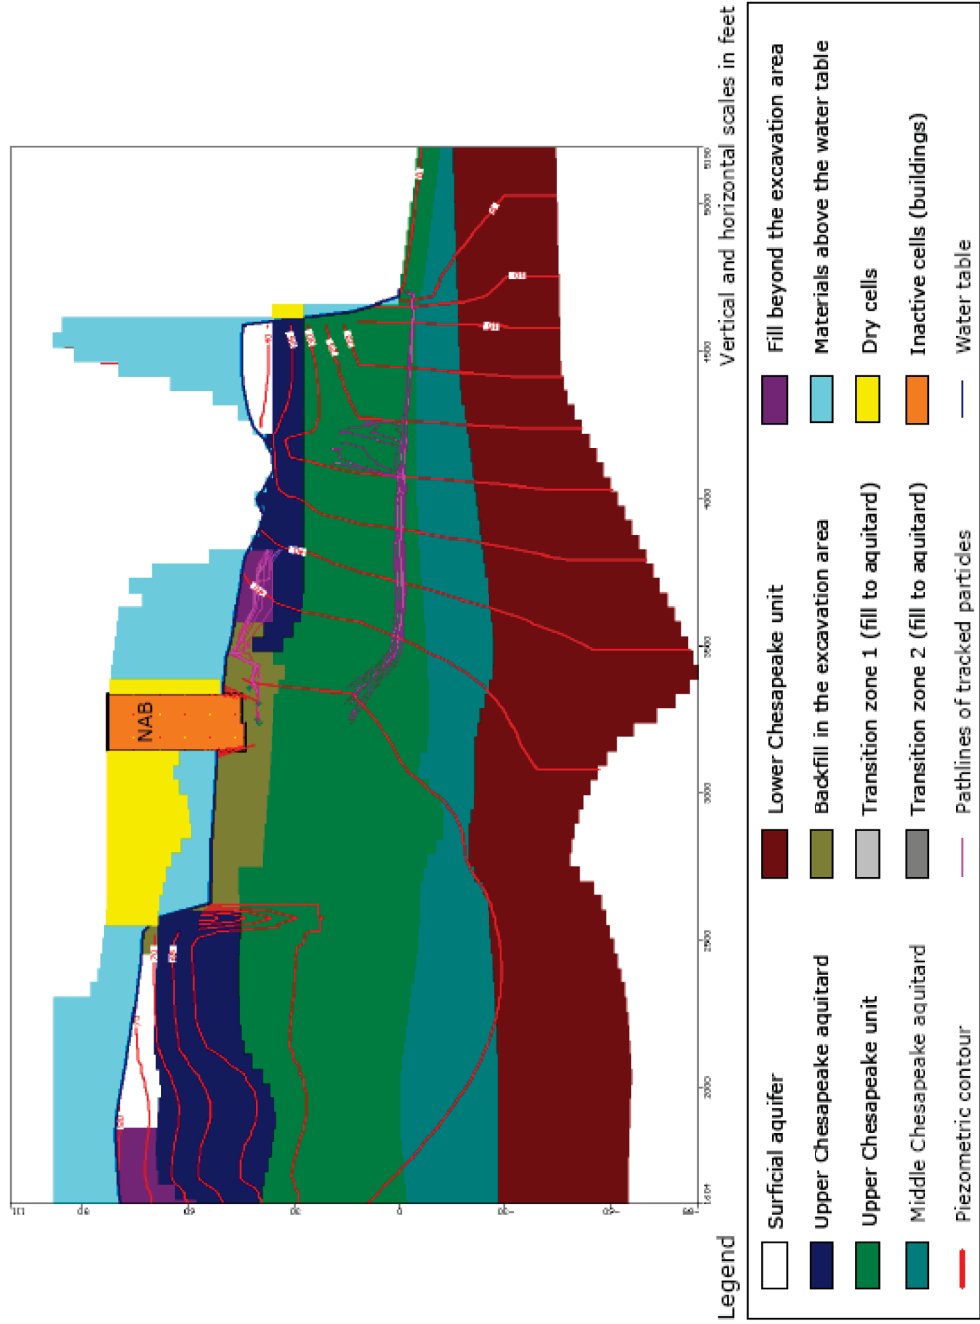 NAB
Vertical and horizontal scales in feet
Legend
Surficial aquifer
Upper Chesapeake aquitard
Upper Chesapeake unit
Middle Chesapeake aquitard
Piezometric contour
Lower Chesapeake unit
Backfill in the excavation area
Transition zone 1 (fill to aquitard)
Transition zone 2 (fill to aquitard)
Pathlines of tracked particles
Fill beyond the excavation area
Materials above the water table
Dry cells
Inactive cells (buildings)
Water table
2000
2500
3000
3500
4000
4500
5000